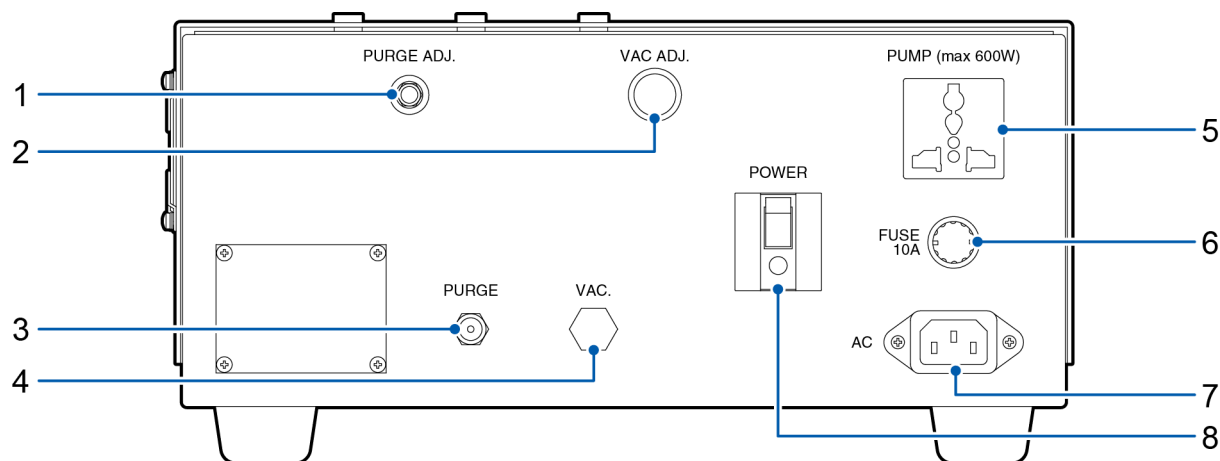 PURGE ADJ.
VAC ADJ.
PUMP (max 600W)
1
2
5
POWER
FUSE
10A
6
PURGE
VAC.
3
AC
4
7
8